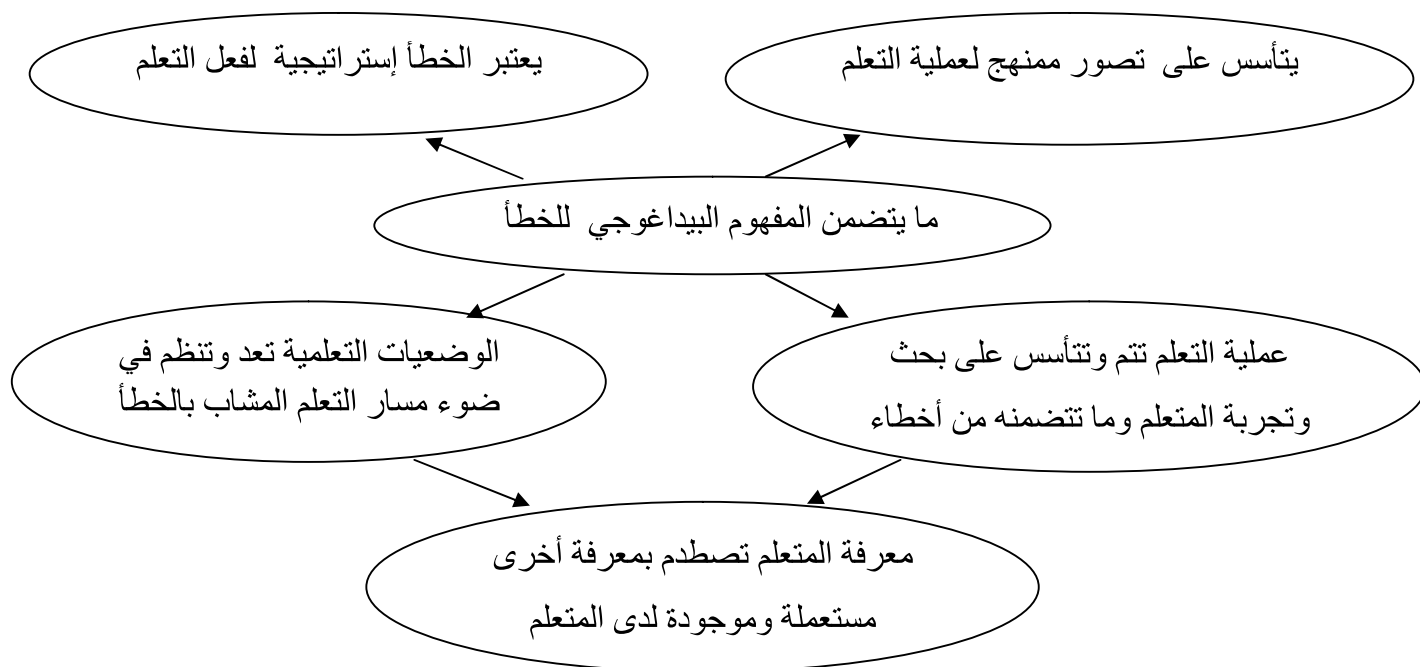 يتأسس على تصور ممنهج لعملية التعلم
يعتبر الخطأ إستراتيجية لفعل التعلم
ما يتضمن المفهوم البيداغوجي للخطأ
عملية التعلم تتم وتتأسس على بحث
وتجربة المتعلم وما تتضمنه من أخطاء
الوضعيات التعلمية تعد وتنظم في
ضوء مسار التعلم المشاب بالخطأ
معرفة المتعلم تصطدم بمعرفة أخرى
مستعملة وموجودة لدى المتعلم